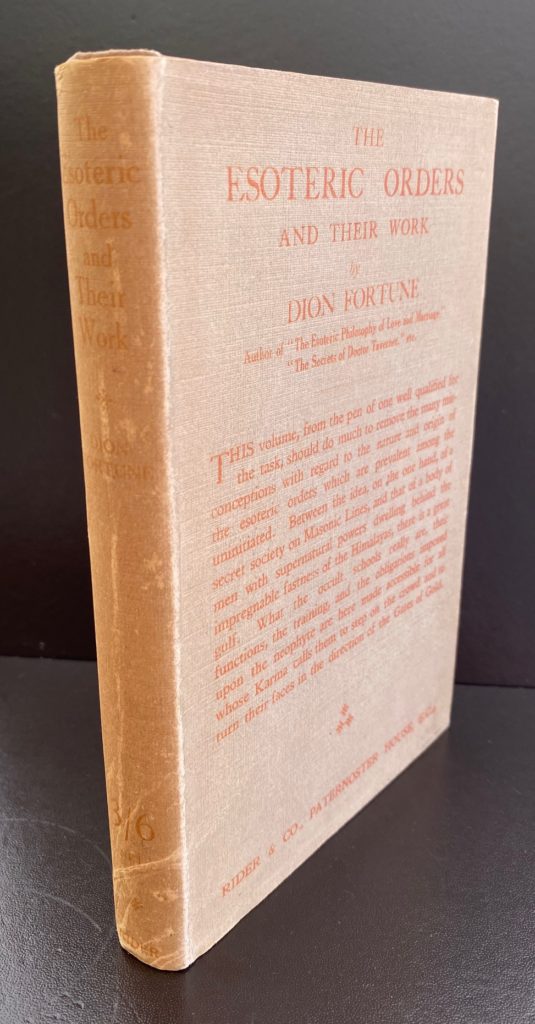 The
Esoteric
Orders
and
Their
Work
DION
FORTUNE
3/6
RIDER
THE
ESOTERIC ORDERS
AND THEIR WORK
by
DION FORTUNE
Author of "The Esoteric Philosophy of Love and Marriage,"
"The Secrets of Doctor Taverner," etc.
THIS volume, from the pen of one well qualified for
the task, should do much to remove the many mis-
conceptions with regard to the nature and origin of
the esoteric orders which are prevalent among the
uninitiated. Between the idea, on the one hand, of a
secret society on Masonic Lines, and that of a body of
men with supernatural powers dwelling behind the
impregnable fastness of the Himalayas, there is a great
gulf. What the occult schools really are, their
functions, the training, and the obligations imposed
upon the neophyte are here made accessible for all
whose Karma calls them to step out of the crowd and to
turn their faces in the direction of the Gates of Gold.
RIDER & CO., PATERNOSTER HOUSE, E.C.4